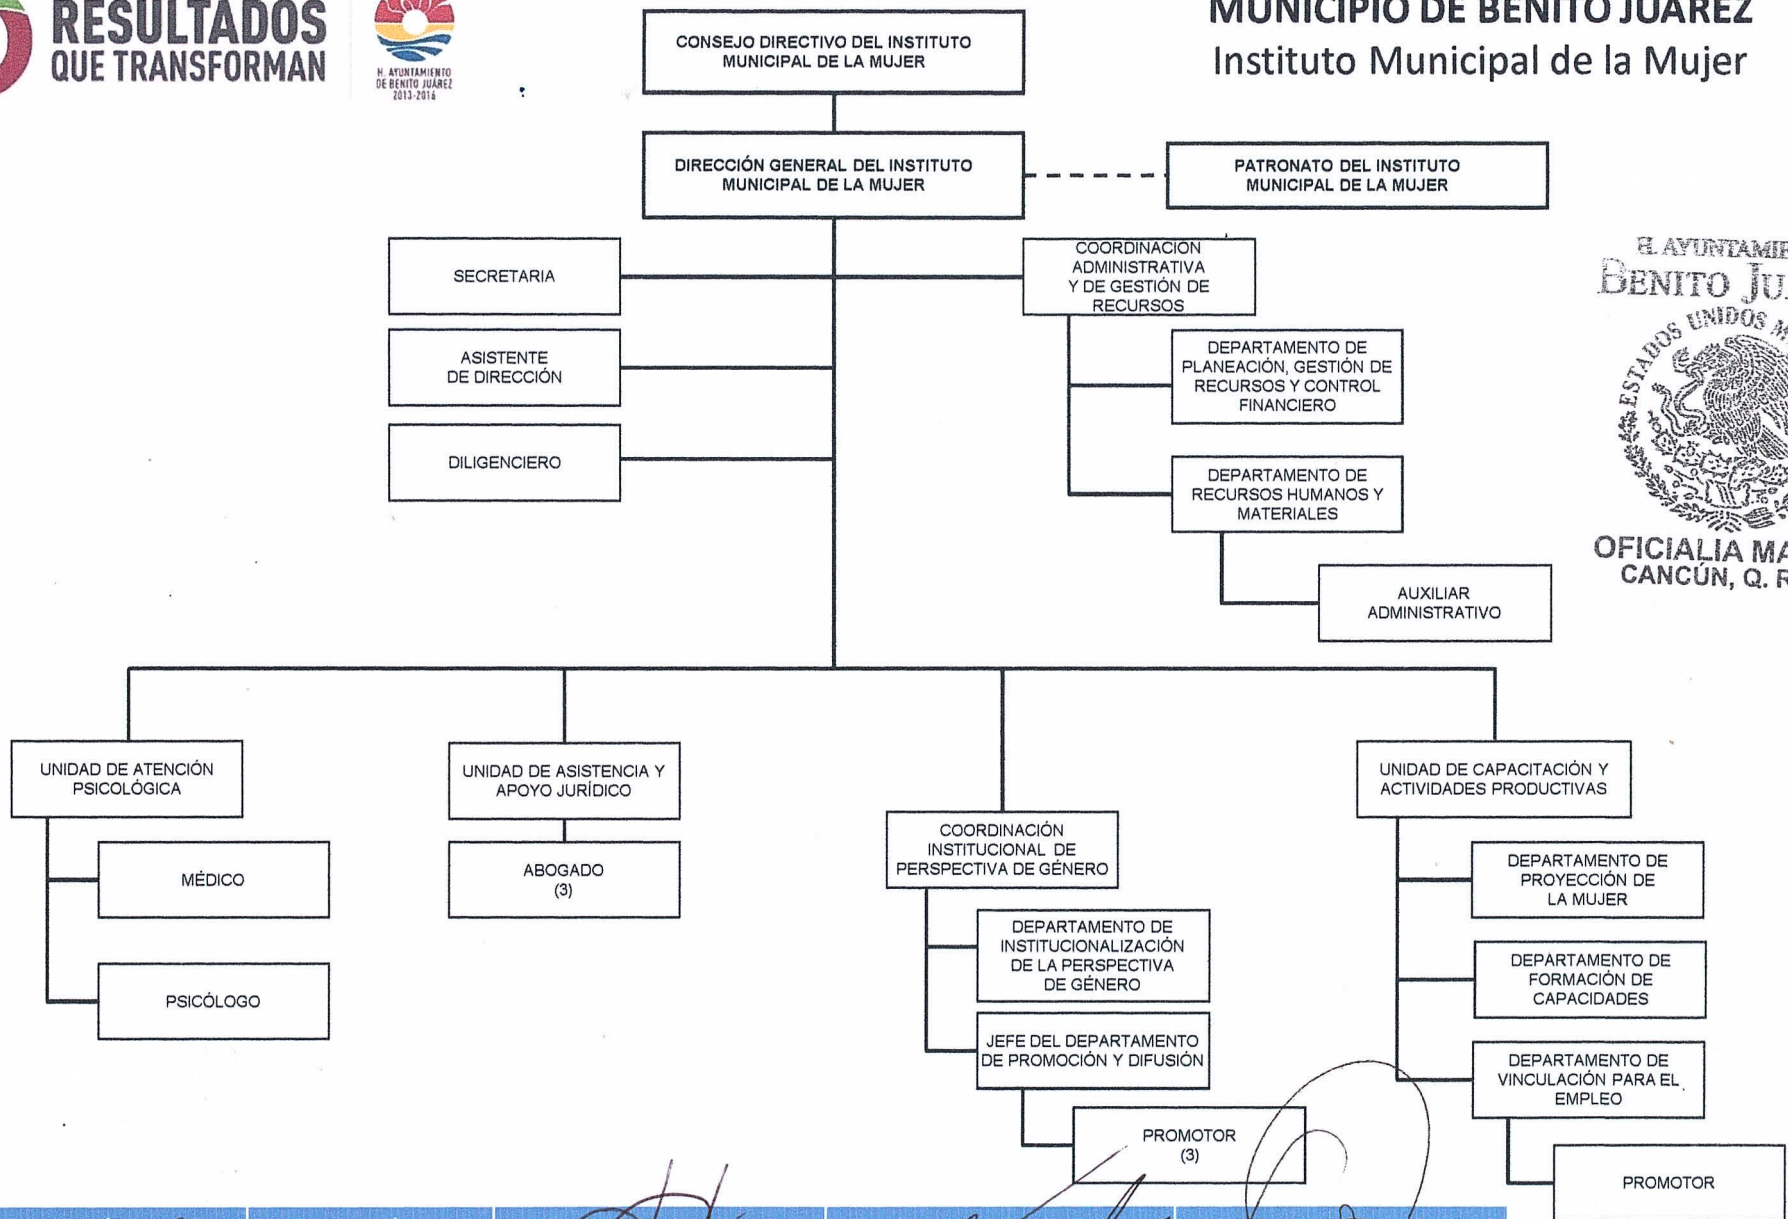 RESULTADOS
QUE TRANSFORMAN
H. AYUNTAMIENTO
DE BENITO JUÁREZ
2013-2016
MUNICIPIO DE BENITO JUÁREZ
Instituto Municipal de la Mujer
CONSEJO DIRECTIVO DEL INSTITUTO
MUNICIPAL DE LA MUJER
DIRECCIÓN GENERAL DEL INSTITUTO
MUNICIPAL DE LA MUJER
PATRONATO DEL INSTITUTO
MUNICIPAL DE LA MUJER
SECRETARIA
COORDINACION
ADMINISTRATIVA
Y DE GESTIÓN DE
RECURSOS
ASISTENTE
DE DIRECCIÓN
DEPARTAMENTO DE
PLANEACIÓN, GESTIÓN DE
RECURSOS Y CONTROL
FINANCIERO
DILIGENCIERO
DEPARTAMENTO DE
RECURSOS HUMANOS Y
MATERIALES
AUXILIAR
ADMINISTRATIVO
H. AYUNTAMIE
BENITO JU
ESTADOS UNIDOS M
OFICIALIA MA
CANCÚN, Q. R
UNIDAD DE ATENCIÓN
PSICOLÓGICA
MÉDICO
PSICÓLOGO
UNIDAD DE ASISTENCIA Y
APOYO JURÍDICO
ABOGADO
(3)
COORDINACIÓN
INSTITUCIONAL DE
PERSPECTIVA DE GÉNERO
DEPARTAMENTO DE
INSTITUCIONALIZACIÓN
DE LA PERSPECTIVA
DE GÉNERO
JEFE DEL DEPARTAMENTO
DE PROMOCIÓN Y DIFUSIÓN
PROMOTOR
(3)
UNIDAD DE CAPACITACIÓN Y
ACTIVIDADES PRODUCTIVAS
DEPARTAMENTO DE
PROYECCIÓN DE
LA MUJER
DEPARTAMENTO DE
FORMACIÓN DE
CAPACIDADES
DEPARTAMENTO DE
VINCULACIÓN PARA EL
EMPLEO
PROMOTOR